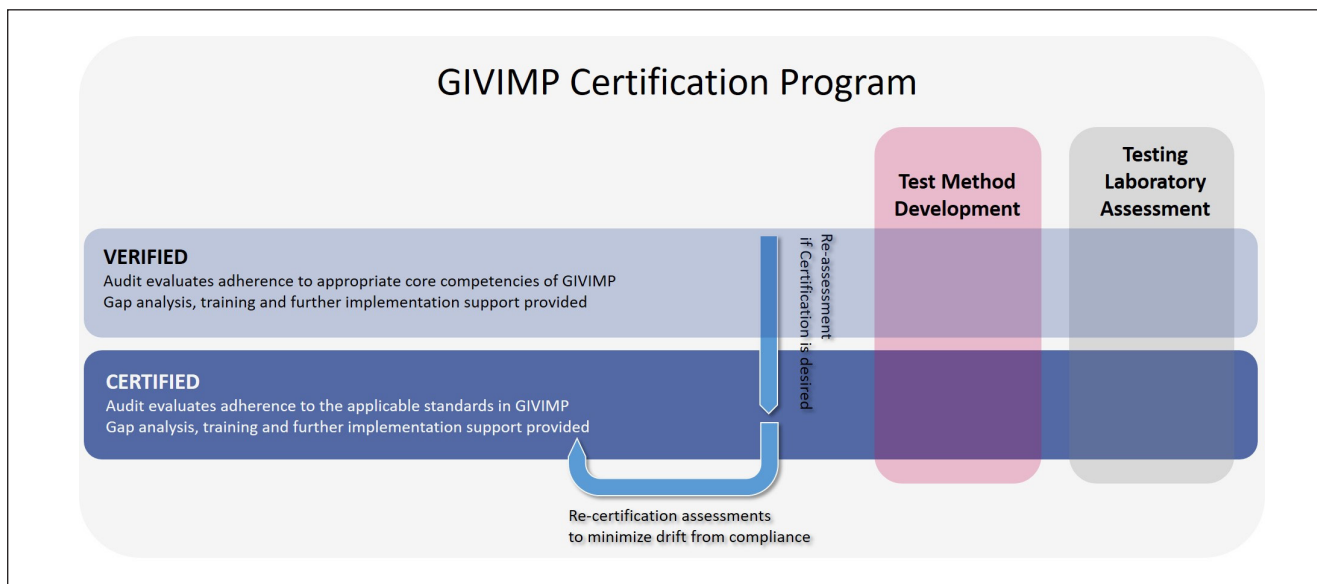 GIVIMP Certification Program
Test Method
Development
Testing
Laboratory
Assessment
VERIFIED
Audit evaluates adherence to appropriate core competencies of GIVIMP
Gap analysis, training and further implementation support provided
Re-assessment
if Certification is desired
CERTIFIED
Audit evaluates adherence to the applicable standards in GIVIMP
Gap analysis, training and further implementation support provided
Re-certification assessments
to minimize drift from compliance